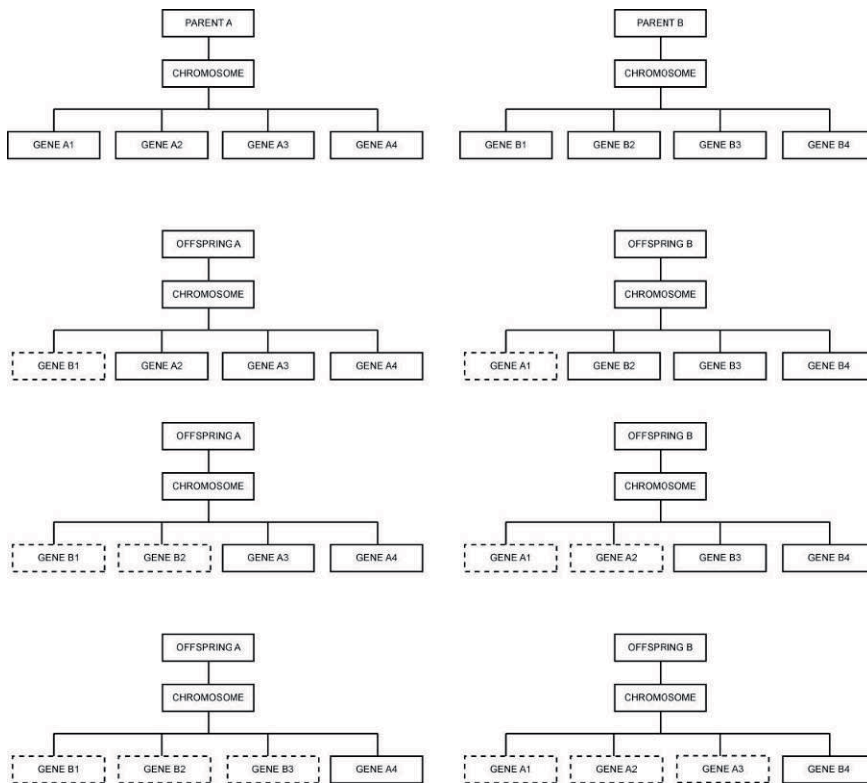 PARENT A
PARENT B
CHROMOSOME
CHROMOSOME
GENE A1
GENE A2
GENE A3
GENE A4
GENE B1
GENE B2
GENE B3
GENE B4
OFFSPRING A
OFFSPRING B
CHROMOSOME
CHROMOSOME
GENE B1
GENE A2
GENE A3
GENE A4
GENE A1
GENE B2
GENE B3
GENE B4
OFFSPRING A
OFFSPRING B
CHROMOSOME
CHROMOSOME
GENE B1
GENE B2
GENE A3
GENE A4
GENE A1
GENE A2
GENE B3
GENE B4
OFFSPRING A
OFFSPRING B
CHROMOSOME
CHROMOSOME
GENE B1
GENE B2
GENE B3
GENE A4
GENE A1
GENE A2
GENE A3
GENE B4